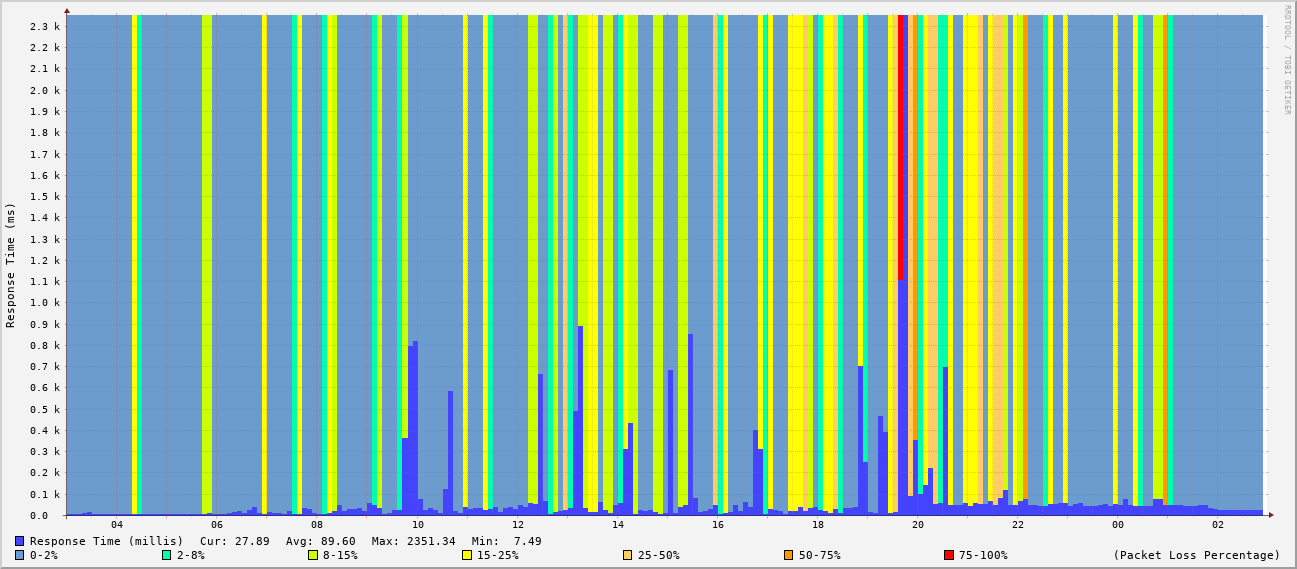 RRDTOOL / TOBI OETIKER
Response Time (ms)
2.3 k
2.2 k
2.1 k
2.0 k
1.9 k
1.8 k
1.7 k
1.6 k
1.5 k
1.4 k
1.3 k
1.2 k
1.1 k
1.0 k
0.9 k
0.8 k
0.7 k
0.6 k
0.5 k
0.4 k
0.3 k
0.2 k
0.1 k
0.0
04 06 08 10 12 14 16 18 20 22 00 02
Response Time (millis) Cur: 27.89 Avg: 89.60 Max: 2351.34 Min: 7.49
0-2% 2-8% 8-15% 15-25% 25-50% 50-75% 75-100% (Packet Loss Percentage)